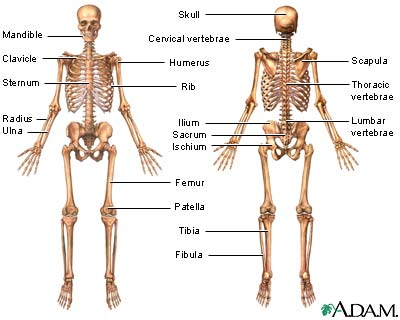 Skull
Mandible
Cervical vertebrae
Clavicle
Humerus
Scapula
Sternum
Rib
Thoracic
vertebrae
Radius
Ulna
Ilium
Lumbar
vertebrae
Sacrum
Ischium
Femur
Patella
Tibia
Fibula
ADAM.